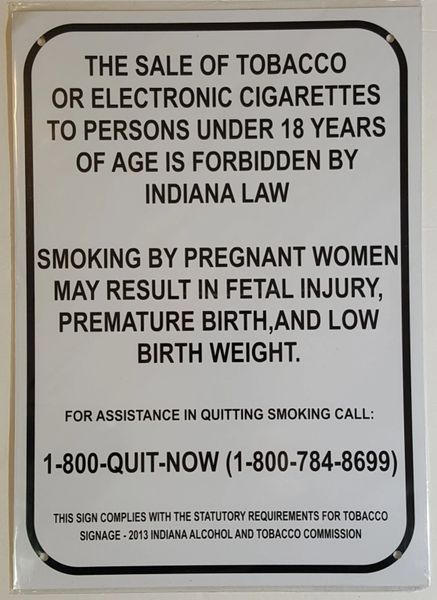 THE SALE OF TOBACCO
OR ELECTRONIC CIGARETTES
TO PERSONS UNDER 18 YEARS
OF AGE IS FORBIDDEN BY
INDIANA LAW
SMOKING BY PREGNANT WOMEN
MAY RESULT IN FETAL INJURY,
PREMATURE BIRTH,AND LOW
BIRTH WEIGHT.
FOR ASSISTANCE IN QUITTING SMOKING CALL:
1-800-QUIT-NOW (1-800-784-8699)
THIS SIGN COMPLIES WITH THE STATUTORY REQUIREMENTS FOR TOBACCO
SIGNAGE - 2013 INDIANA ALCOHOL AND TOBACCO COMMISSION